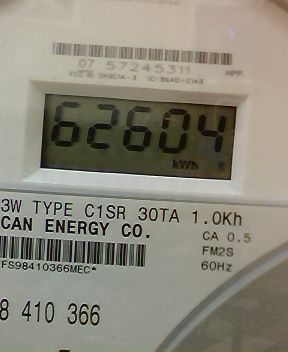 07 57245311
HPP
62604
kWh
3W TYPE C1SR 30TA 1.0Kh
CAN ENERGY CO.
CA 0.5
FM2S
60Hz
FS98410366MEC*
8 410 366